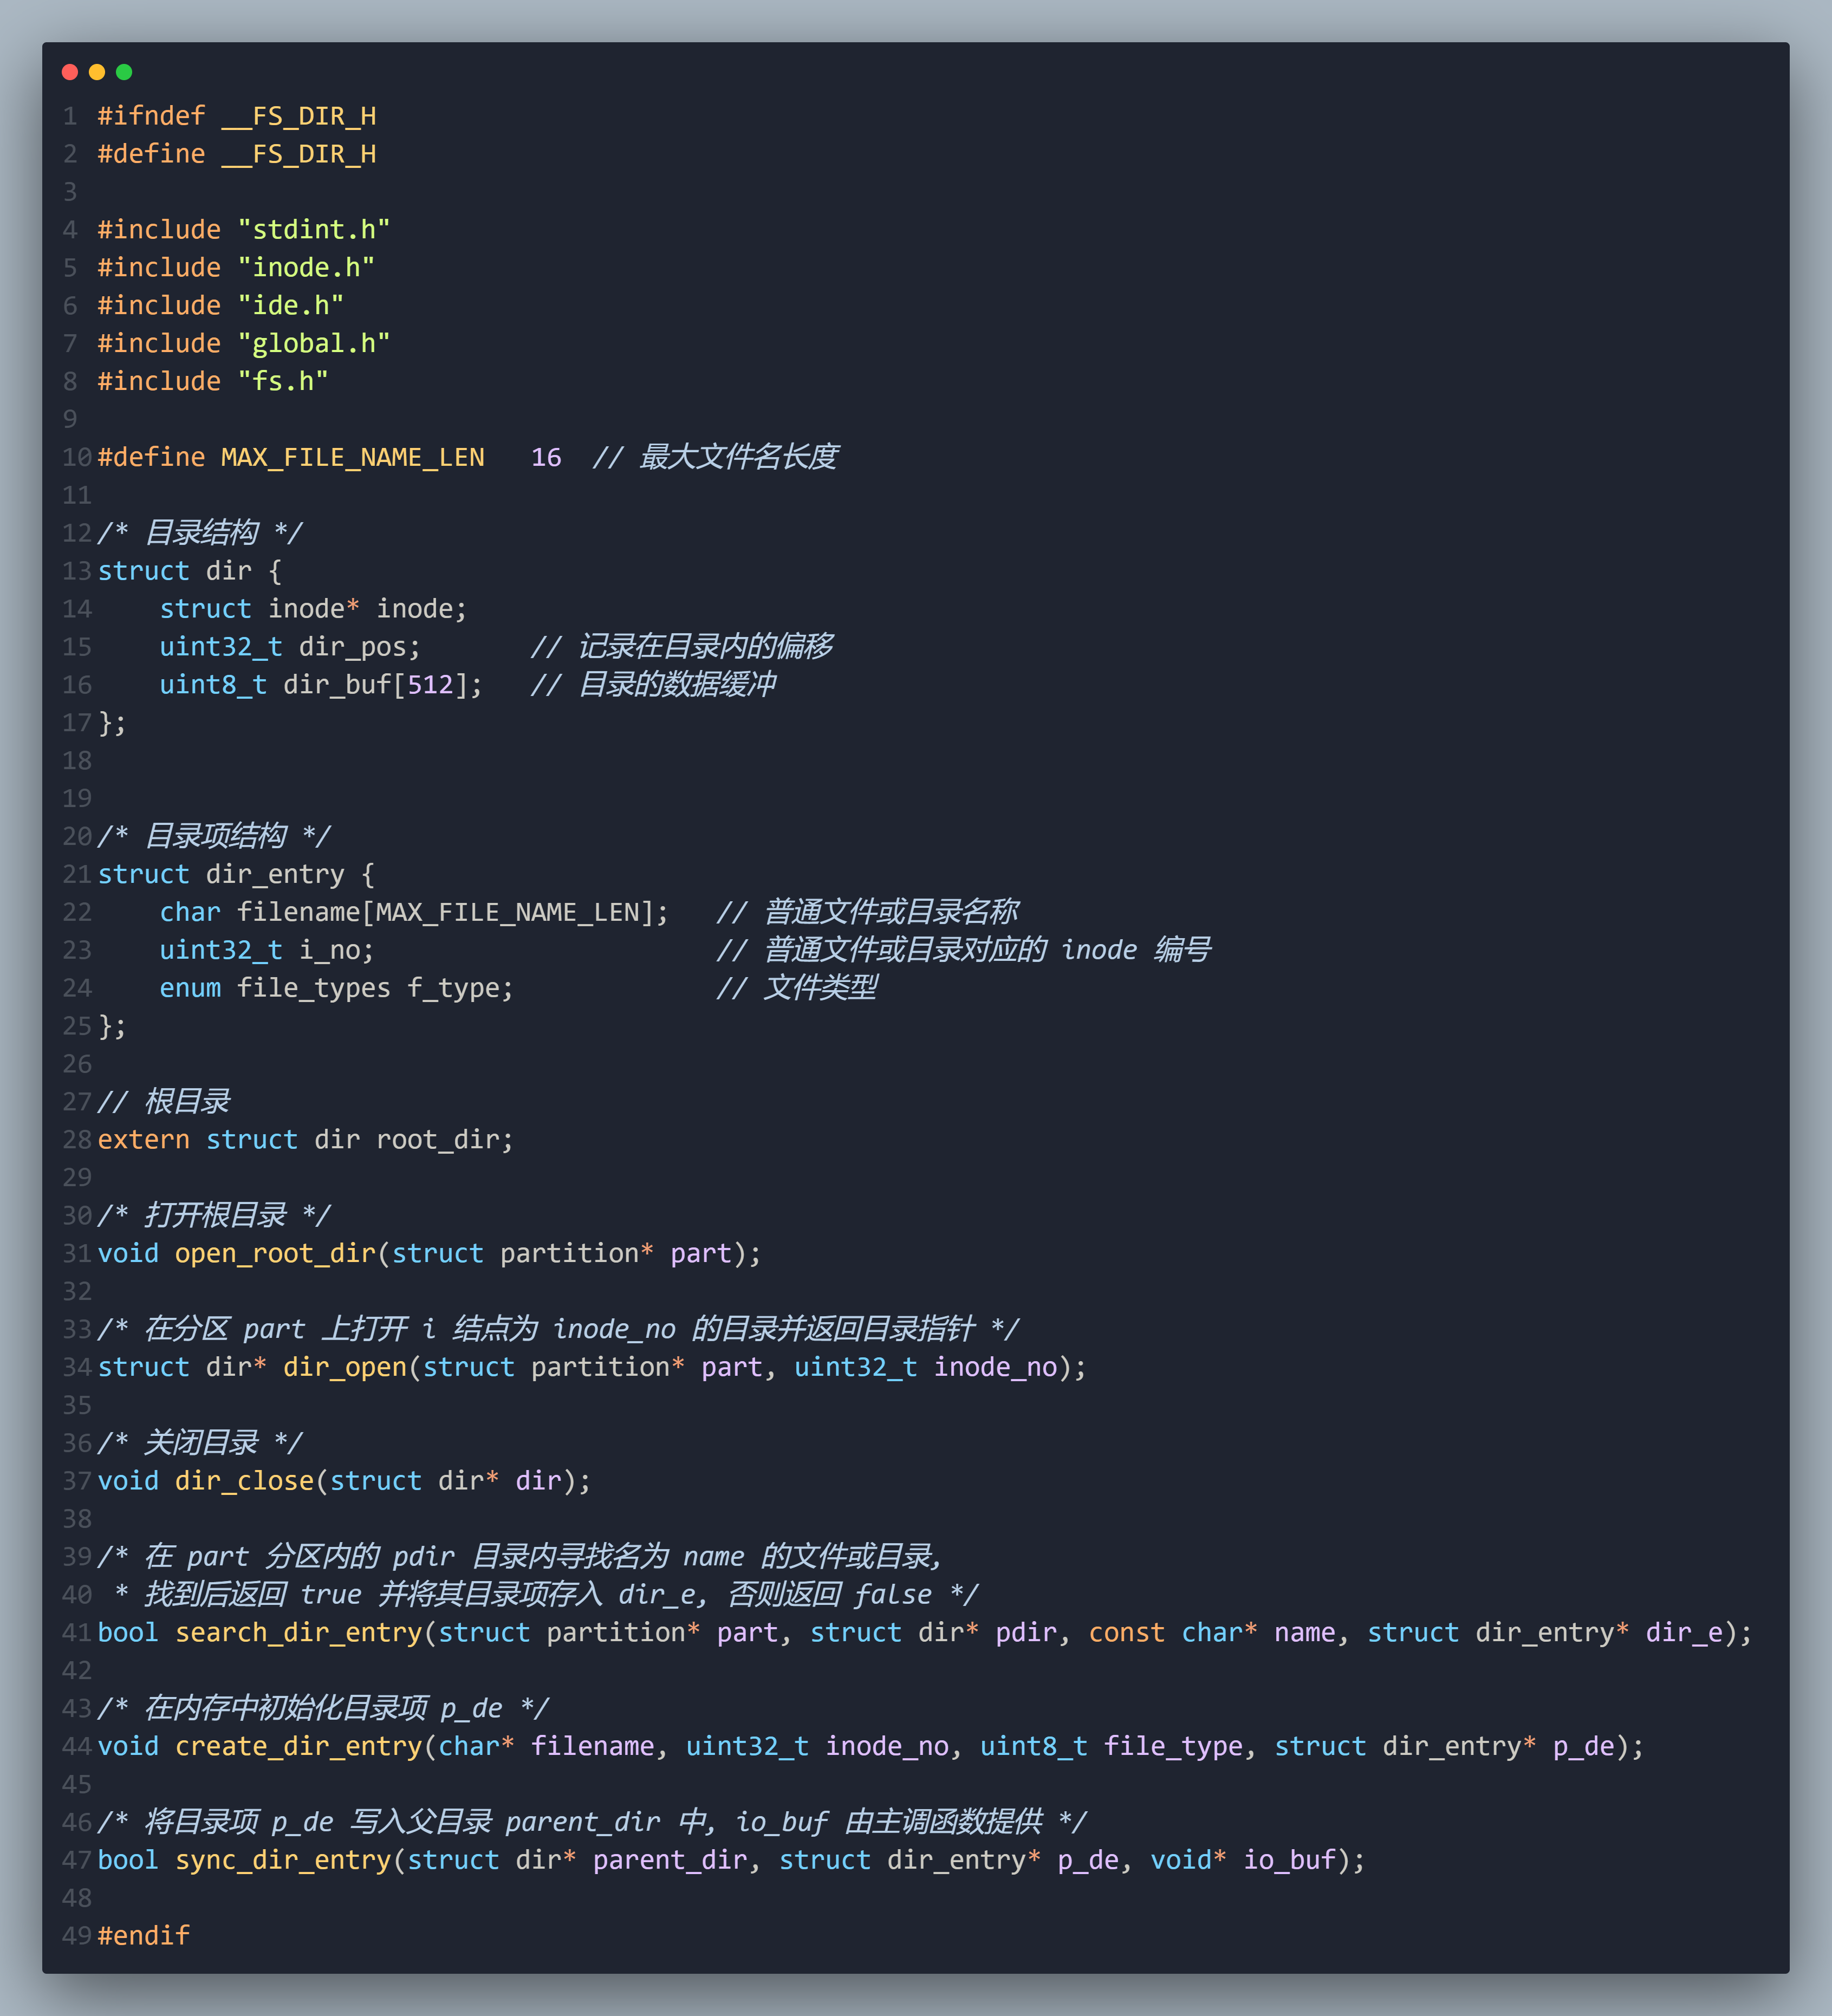 1 #ifndef __FS_DIR_H
2 #define __FS_DIR_H
3
4 #include "stdint.h"
5 #include "inode.h"
6 #include "ide.h"
7 #include "global.h"
8 #include "fs.h"
9
10 #define MAX_FILE_NAME_LEN   16  // 最大文件名长度
11
12 /* 目录结构 */
13 struct dir {
14     struct inode* inode;
15     uint32_t dir_pos;       // 记录在目录内的偏移
16     uint8_t dir_buf[512];   // 目录的数据缓冲
17 };
18
19
20 /* 目录项结构 */
21 struct dir_entry {
22     char filename[MAX_FILE_NAME_LEN];   // 普通文件或目录名称
23     uint32_t i_no;                      // 普通文件或目录对应的 inode 编号
24     enum file_types f_type;             // 文件类型
25 };
26
27 // 根目录
28 extern struct dir root_dir;
29
30 /* 打开根目录 */
31 void open_root_dir(struct partition* part);
32
33 /* 在分区 part 上打开 i 结点为 inode_no 的目录并返回目录指针 */
34 struct dir* dir_open(struct partition* part, uint32_t inode_no);
35
36 /* 关闭目录 */
37 void dir_close(struct dir* dir);
38
39 /* 在 part 分区内的 pdir 目录内寻找名为 name 的文件或目录,
40  * 找到后返回 true 并将其目录项存入 dir_e, 否则返回 false */
41 bool search_dir_entry(struct partition* part, struct dir* pdir, const char* name, struct dir_entry* dir_e);
42
43 /* 在内存中初始化目录项 p_de */
44 void create_dir_entry(char* filename, uint32_t inode_no, uint8_t file_type, struct dir_entry* p_de);
45
46 /* 将目录项 p_de 写入父目录 parent_dir 中, io_buf 由主调函数提供 */
47 bool sync_dir_entry(struct dir* parent_dir, struct dir_entry* p_de, void* io_buf);
48
49 #endif